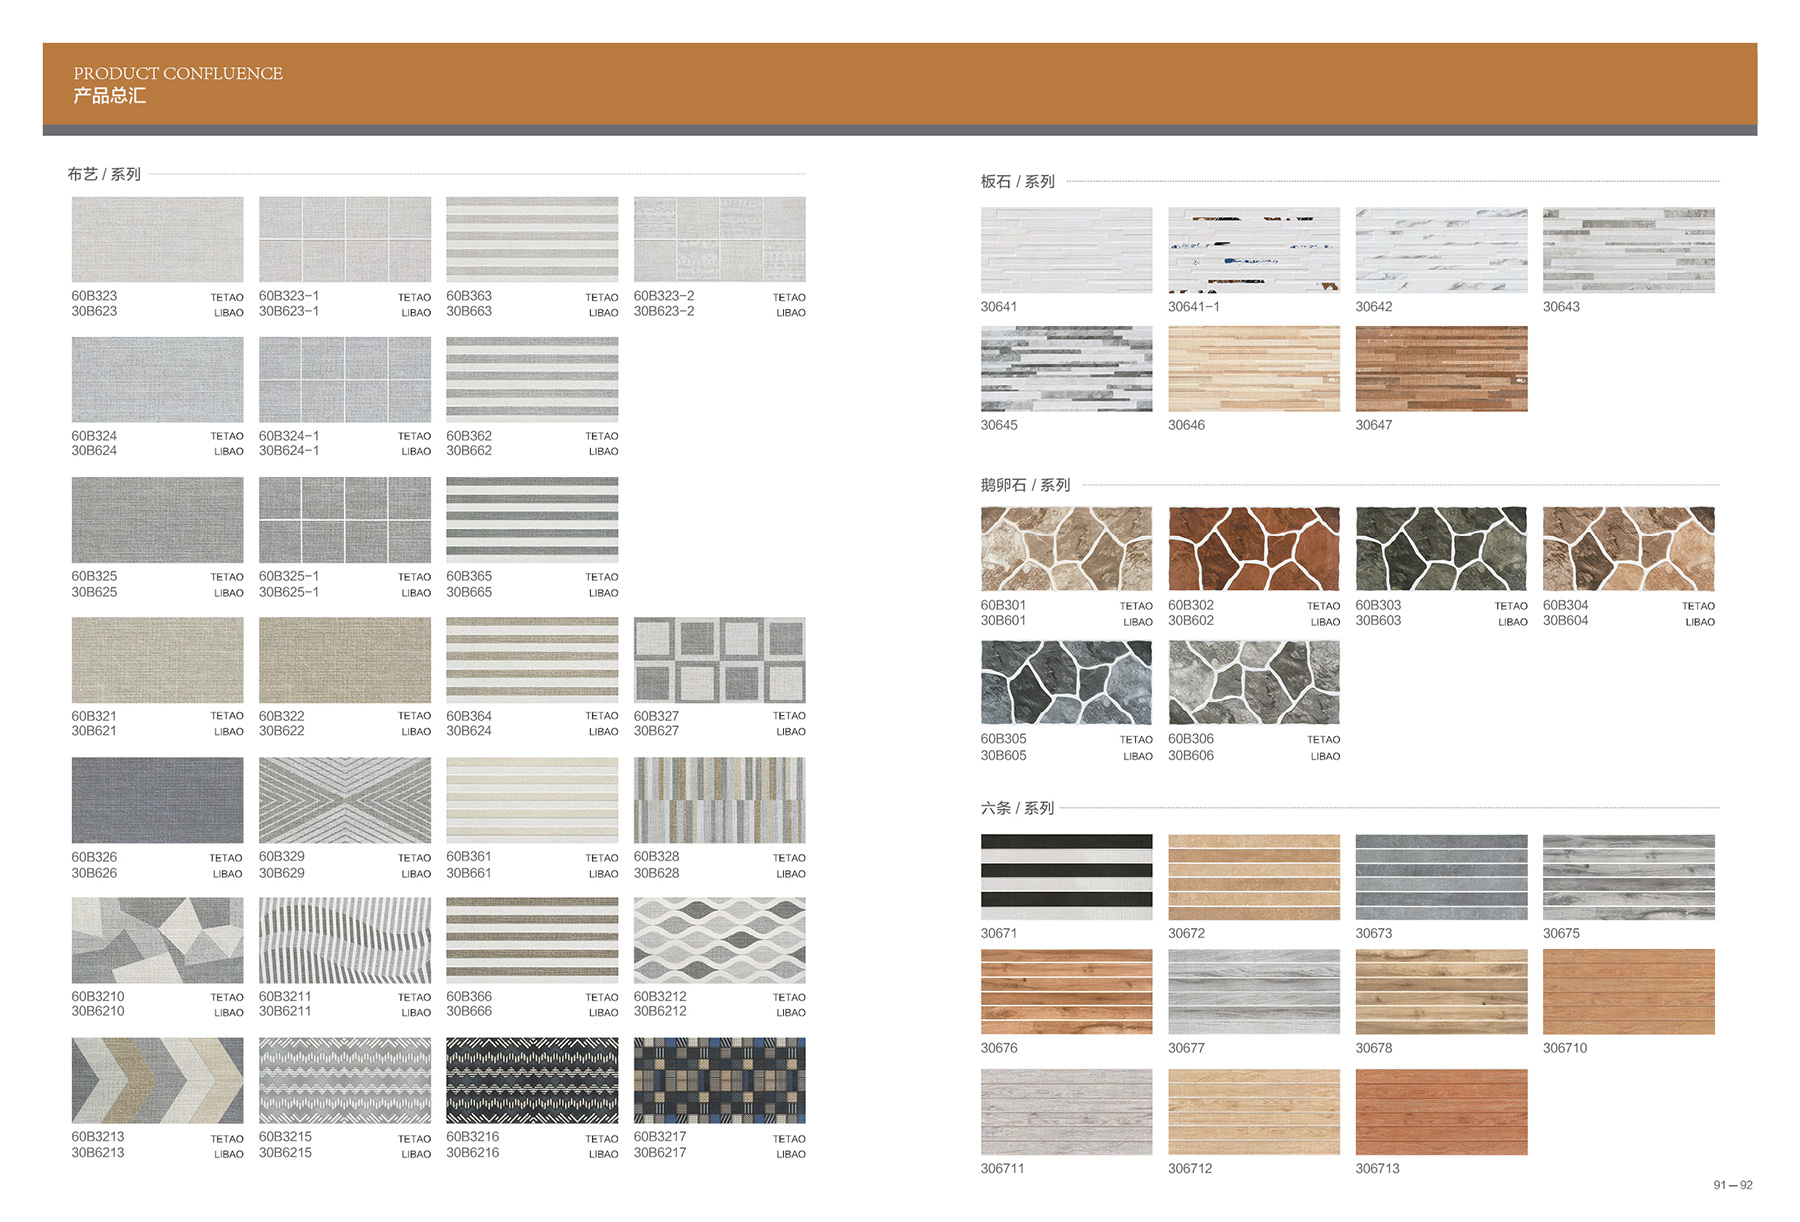 PRODUCT CONFLUENCE
产品总汇
布艺 / 系列
60B323 TETAO 60B323-1 TETAO 60B363 TETAO 60B323-2 TETAO
30B623 LIBAO 30B623-1 LIBAO 30B663 LIBAO 30B623-2 LIBAO
60B324 TETAO 60B324-1 TETAO 60B362 TETAO
30B624 LIBAO 30B624-1 LIBAO 30B662 LIBAO
60B325 TETAO 60B325-1 TETAO 60B365 TETAO
30B625 LIBAO 30B625-1 LIBAO 30B665 LIBAO
60B321 TETAO 60B322 TETAO 60B364 TETAO 60B327 TETAO
30B621 LIBAO 30B622 LIBAO 30B624 LIBAO 30B627 LIBAO
60B326 TETAO 60B329 TETAO 60B361 TETAO 60B328 TETAO
30B626 LIBAO 30B629 LIBAO 30B661 LIBAO 30B628 LIBAO
60B3210 TETAO 60B3211 TETAO 60B366 TETAO 60B3212 TETAO
30B6210 LIBAO 30B6211 LIBAO 30B666 LIBAO 30B6212 LIBAO
60B3213 TETAO 60B3215 TETAO 60B3216 TETAO 60B3217 TETAO
30B6213 LIBAO 30B6215 LIBAO 30B6216 LIBAO 30B6217 LIBAO
板石 / 系列
30641 30641-1 30642 30643
30645 30646 30647
鹅卵石 / 系列
60B301 TETAO 60B302 TETAO 60B303 TETAO 60B304 TETAO
30B601 LIBAO 30B602 LIBAO 30B603 LIBAO 30B604 LIBAO
60B305 TETAO 60B306 TETAO
30B605 LIBAO 30B606 LIBAO
六条 / 系列
30671 30672 30673 30675
30676 30677 30678 306710
306711 306712 306713
91—92